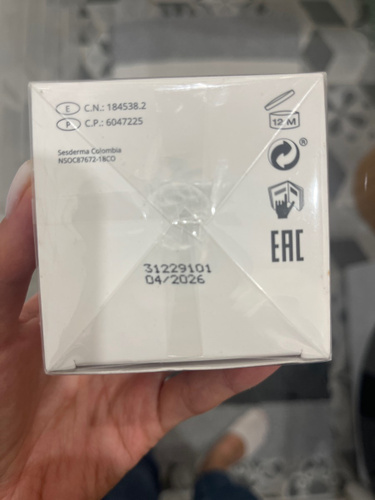 E C.N.: 184538.2
P C.P.: 6047225
Sesderma Colombia
NSOC87672-18CO
12 M
®
EAC
31229101
04/2026